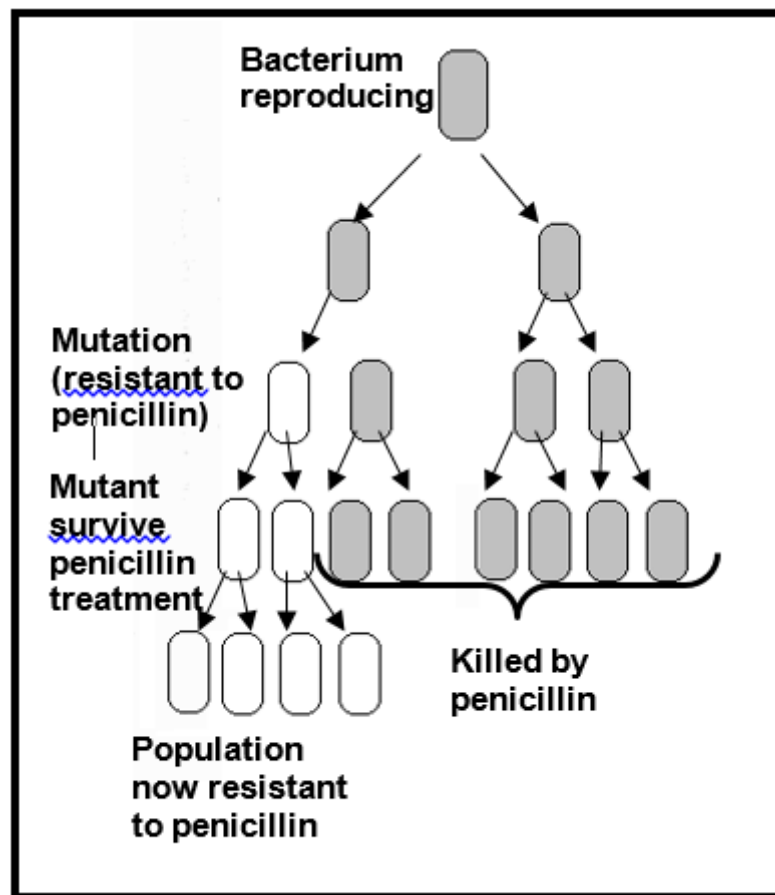 Bacterium
reproducing
Mutation
(resistant to
penicillin)
Mutant
survive
penicillin
treatment
Killed by
penicillin
Population
now resistant
to penicillin